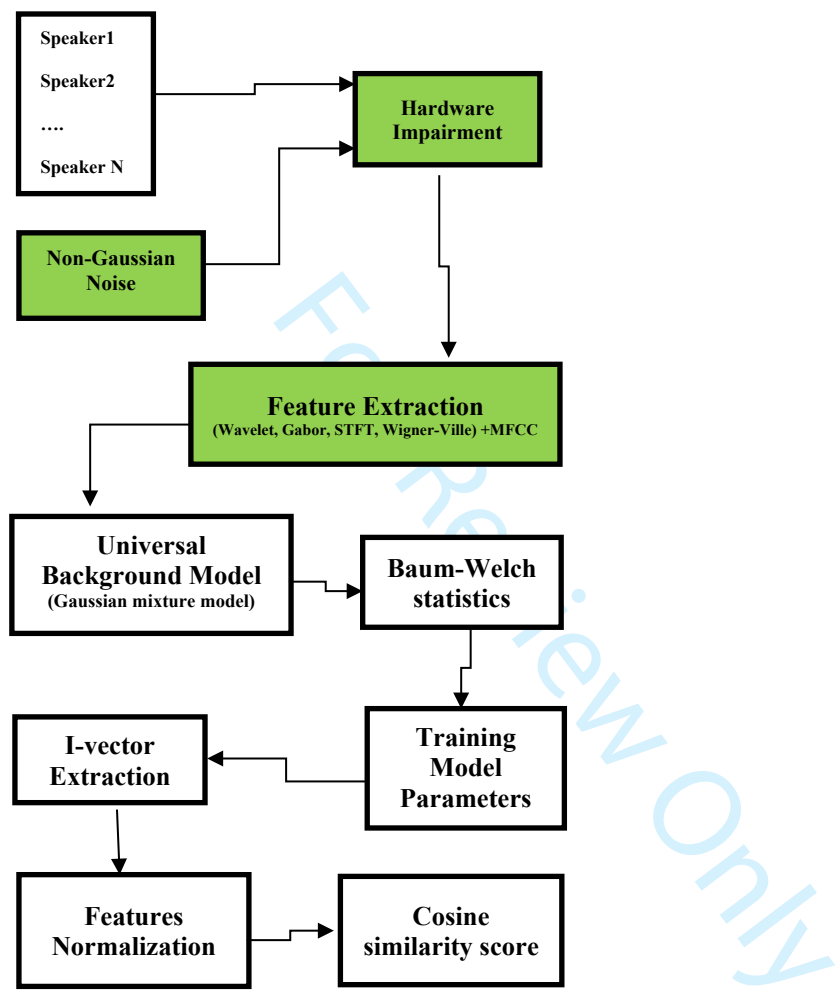 Speaker1
Speaker2
….
Speaker N
Hardware
Impairment
Non-Gaussian
Noise
Feature Extraction
(Wavelet, Gabor, STFT, Wigner-Ville) +MFCC
Universal
Background Model
(Gaussian mixture model)
Baum-Welch
statistics
Training
Model
Parameters
I-vector
Extraction
Features
Normalization
Cosine
similarity score
For Review Only